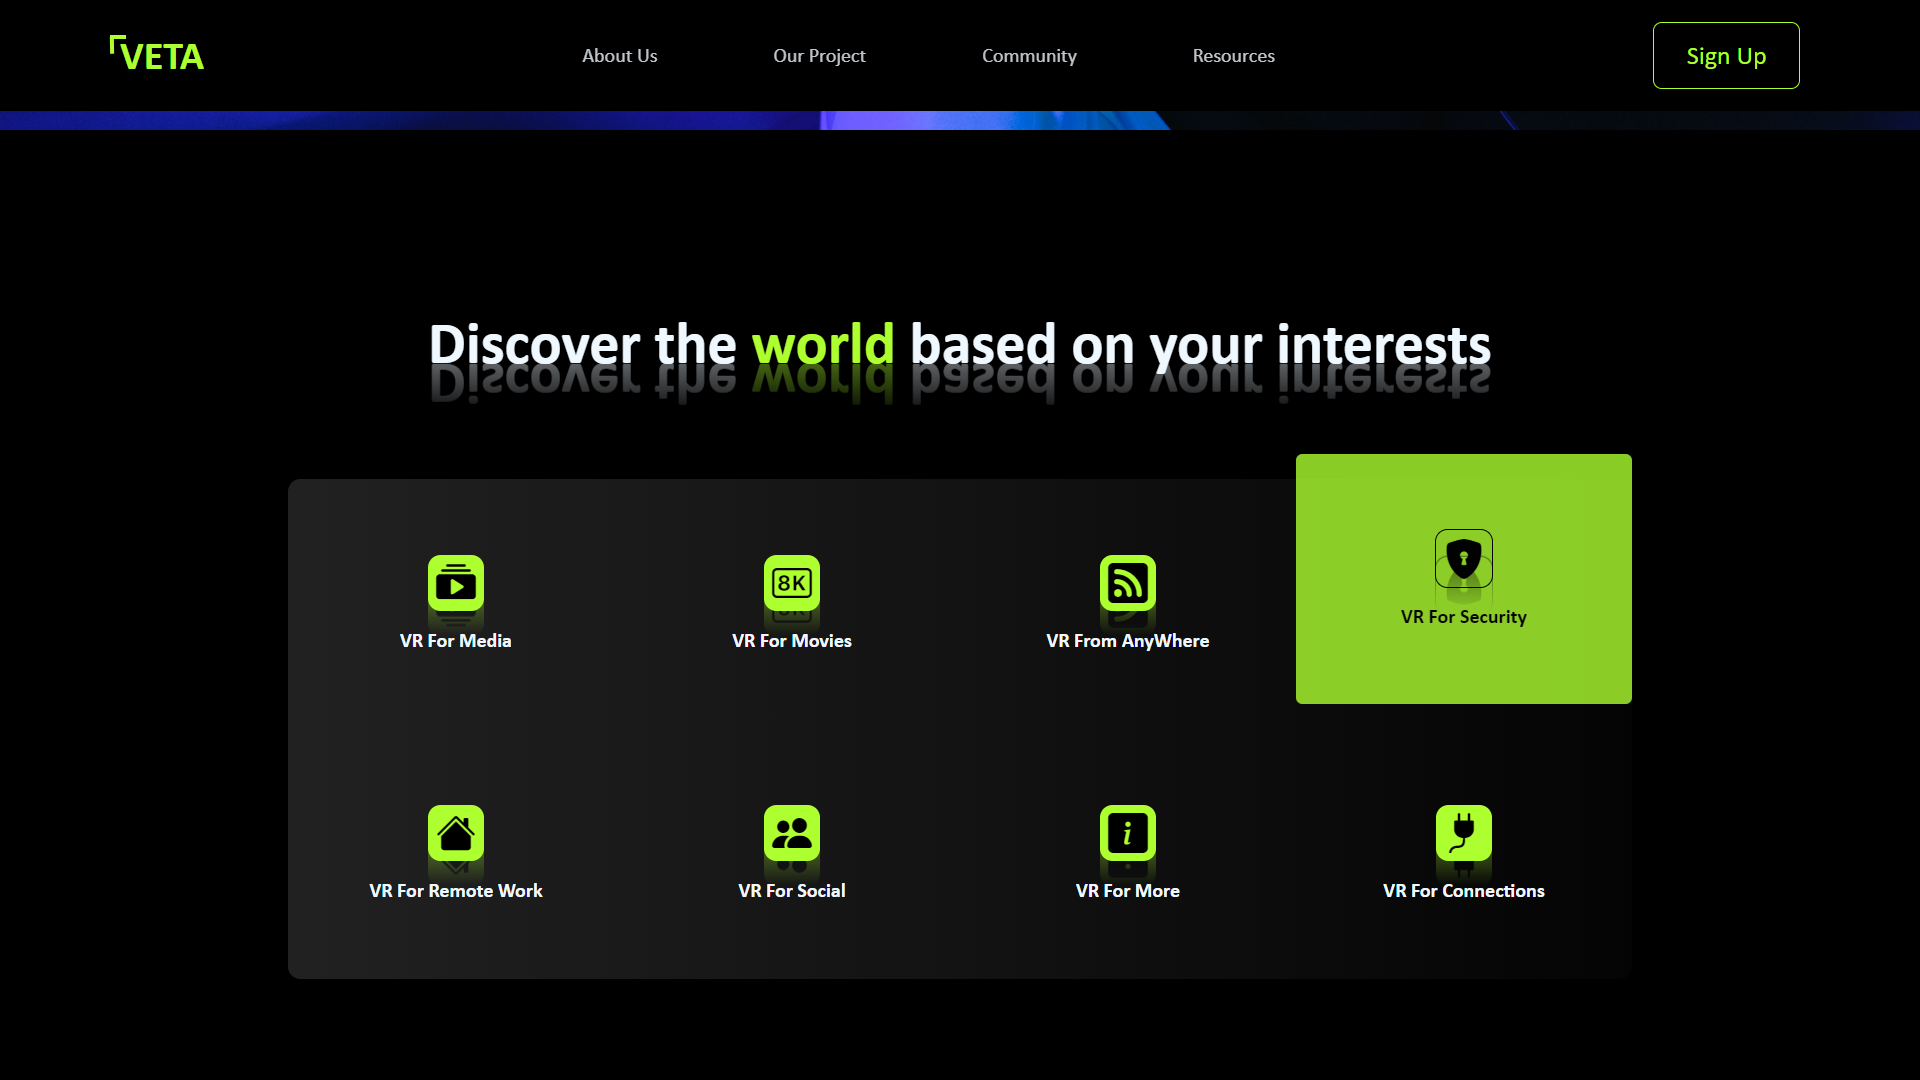 VETA
About Us
Our Project
Community
Resources
Sign Up
Discover the world based on your interests
VR For Media
8K
VR For Movies
VR From AnyWhere
VR For Security
VR For Remote Work
VR For Social
i
VR For More
VR For Connections